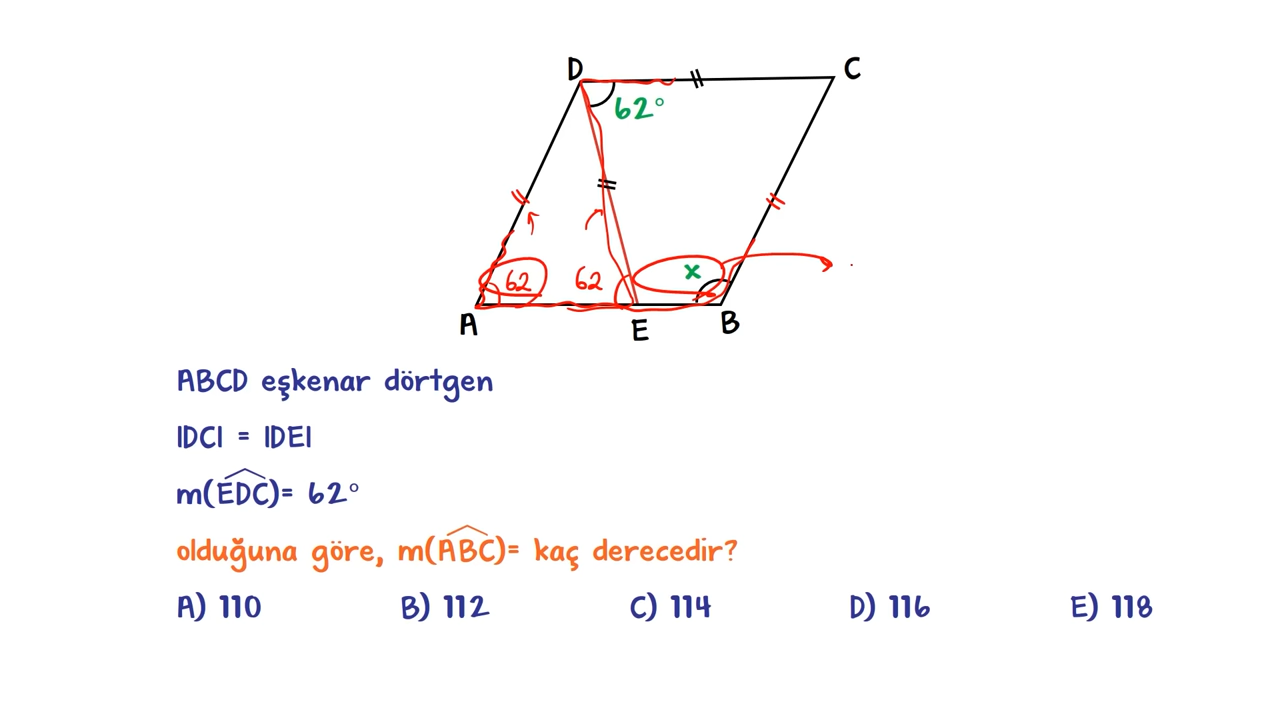 D
C
62°
62
62
x
A
E
B
ABCD eşkenar dörtgen
|DC| = |DE|
m(EDC)= 62°
olduğuna göre, m(ABC)= kaç derecedir?
A) 110 B) 112 C) 114 D) 116 E) 118